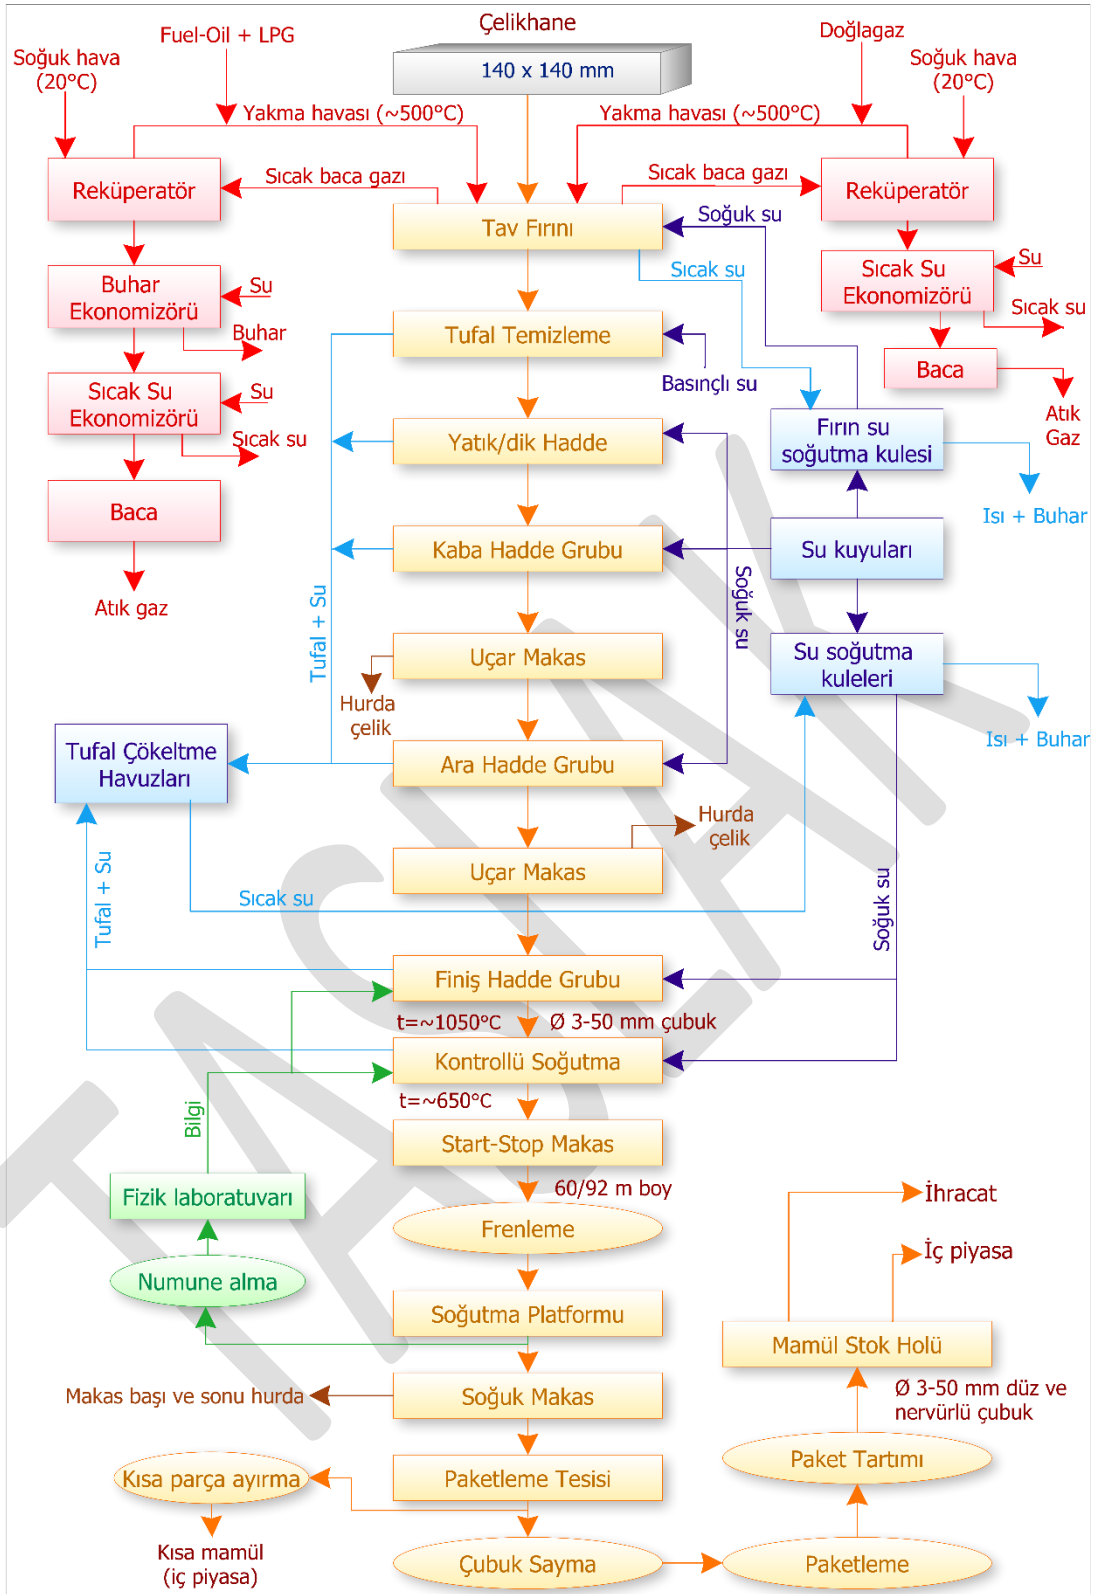 Çelikhane
Fuel-Oil + LPG
Doğlagaz
Soğuk hava
(20°C)
140 x 140 mm
Soğuk hava
(20°C)
Yakma havası (~500°C)
Yakma havası (~500°C)
Reküperatör
Sıcak baca gazı
Sıcak baca gazı
Reküperatör
Tav Fırını
Soğuk su
Sıcak su
Buhar
Ekonomizörü
Su
Buhar
Sıcak Su
Ekonomizörü
Su
Sıcak su
Tufal Temizleme
Basınçlı su
Baca
Atık
Gaz
Sıcak Su
Ekonomizörü
Su
Sıcak su
Yatık/dik Hadde
Fırın su
soğutma kulesi
Isı + Buhar
Baca
Atık gaz
Kaba Hadde Grubu
Su kuyuları
Soğuk su
Tufal + Su
Uçar Makas
Hurda
çelik
Su soğutma
kuleleri
Isı + Buhar
Tufal Çökeltme
Havuzları
Ara Hadde Grubu
Hurda
çelik
Uçar Makas
Tufal + Su
Sıcak su
Soğuk su
Finiş Hadde Grubu
t=~1050°C
Ø 3-50 mm çubuk
Kontrollü Soğutma
t=~650°C
Bilgi
Start-Stop Makas
60/92 m boy
Fizik laboratuvarı
Frenleme
İhracat
İç piyasa
Numune alma
Soğutma Platformu
Mamül Stok Holü
Makas başı ve sonu hurda
Soğuk Makas
Ø 3-50 mm düz ve
nervürlü çubuk
Paket Tartımı
Kısa parça ayırma
Paketleme Tesisi
Kısa mamül
(iç piyasa)
Çubuk Sayma
Paketleme
TASLAK